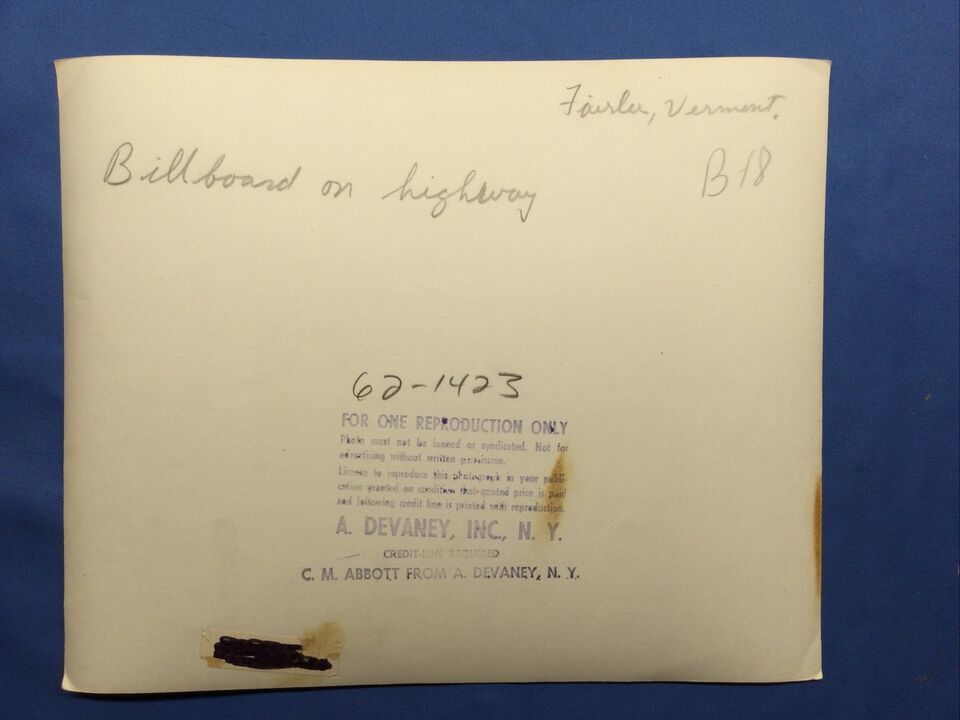 Fairlee, Vermont.
Billboard on highway
B-18
62-1423
FOR ONE REPRODUCTION ONLY
Photo must not be loaned or syndicated. Not for
advertising without written permission.
License to reproduce this photograph in your publi-
cation granted on condition that quoted price is paid
and following credit line is printed with reproduction.
A. DEVANEY, INC., N. Y.
CREDIT-LINE REQUIRED
C. M. ABBOTT FROM A. DEVANEY, N. Y.